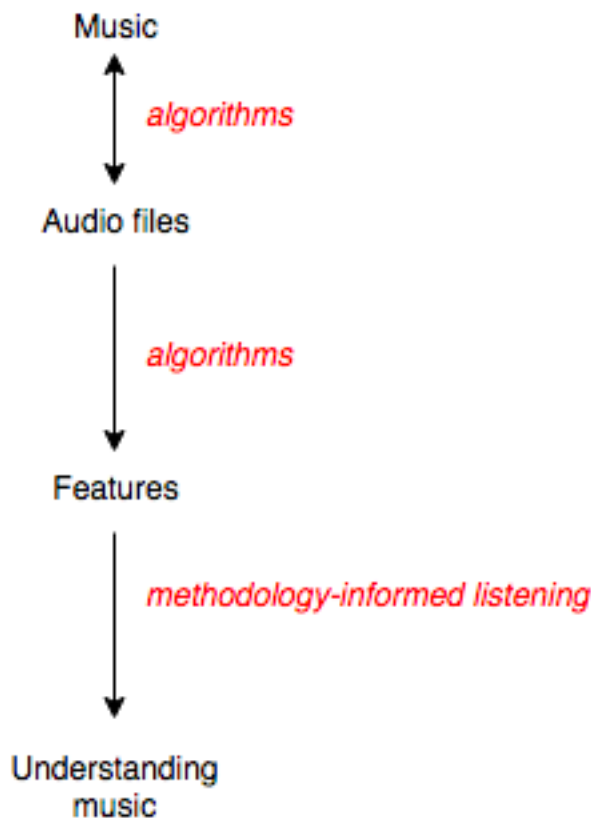 Music
algorithms
Audio files
algorithms
Features
methodology-informed listening
Understanding
music